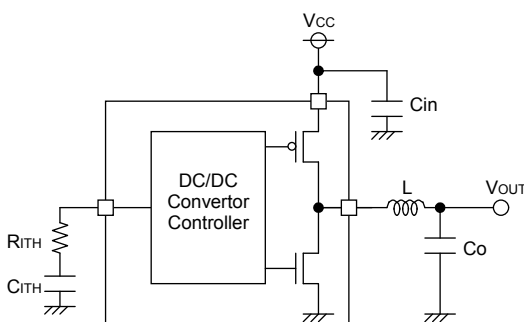 VCC
Cin
DC/DC
Convertor
Controller
L
VOUT
RITH
Co
CITH